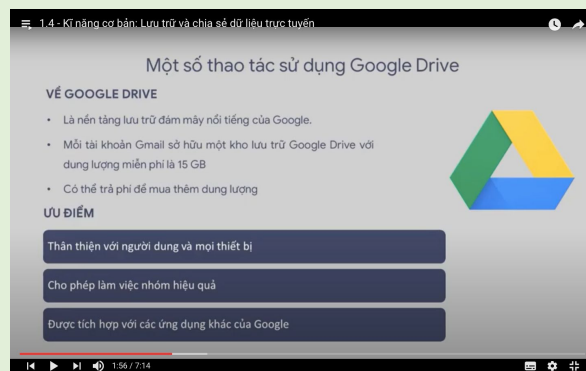 1.4 - Kĩ năng cơ bản: Lưu trữ và chia sẻ dữ liệu trực tuyến
Một số thao tác sử dụng Google Drive
VỀ GOOGLE DRIVE
• Là nền tảng lưu trữ đám mây nổi tiếng của Google.
• Mỗi tài khoản Gmail sở hữu một kho lưu trữ Google Drive với
dung lượng miễn phí là 15 GB
• Có thể trả phí để mua thêm dung lượng
ƯU ĐIỂM
Thân thiện với người dung và mọi thiết bị
Cho phép làm việc nhóm hiệu quả
Được tích hợp với các ứng dụng khác của Google
1:56 / 7:14